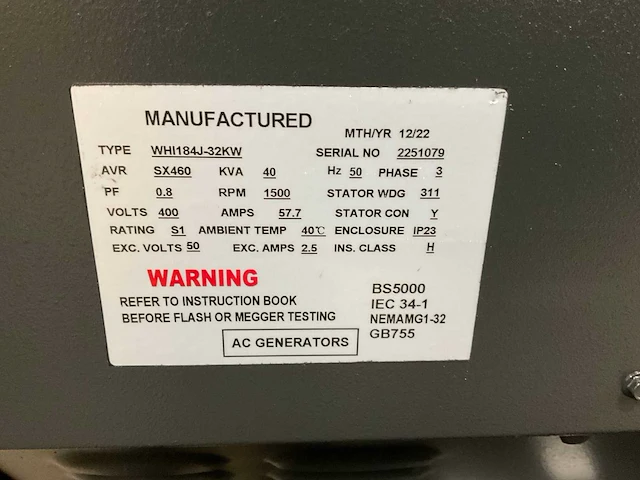 MANUFACTURED
MTH/YR 12/22
TYPE WHI184J-32KW SERIAL NO 2251079
AVR SX460 KVA 40 Hz 50 PHASE 3
PF 0.8 RPM 1500 STATOR WDG 311
VOLTS 400 AMPS 57.7 STATOR CON Y
RATING S1 AMBIENT TEMP 40℃ ENCLOSURE IP23
EXC. VOLTS 50 EXC. AMPS 2.5 INS. CLASS H
WARNING
REFER TO INSTRUCTION BOOK
BEFORE FLASH OR MEGGER TESTING
AC GENERATORS
BS5000
IEC 34-1
NEMAMG1-32
GB755